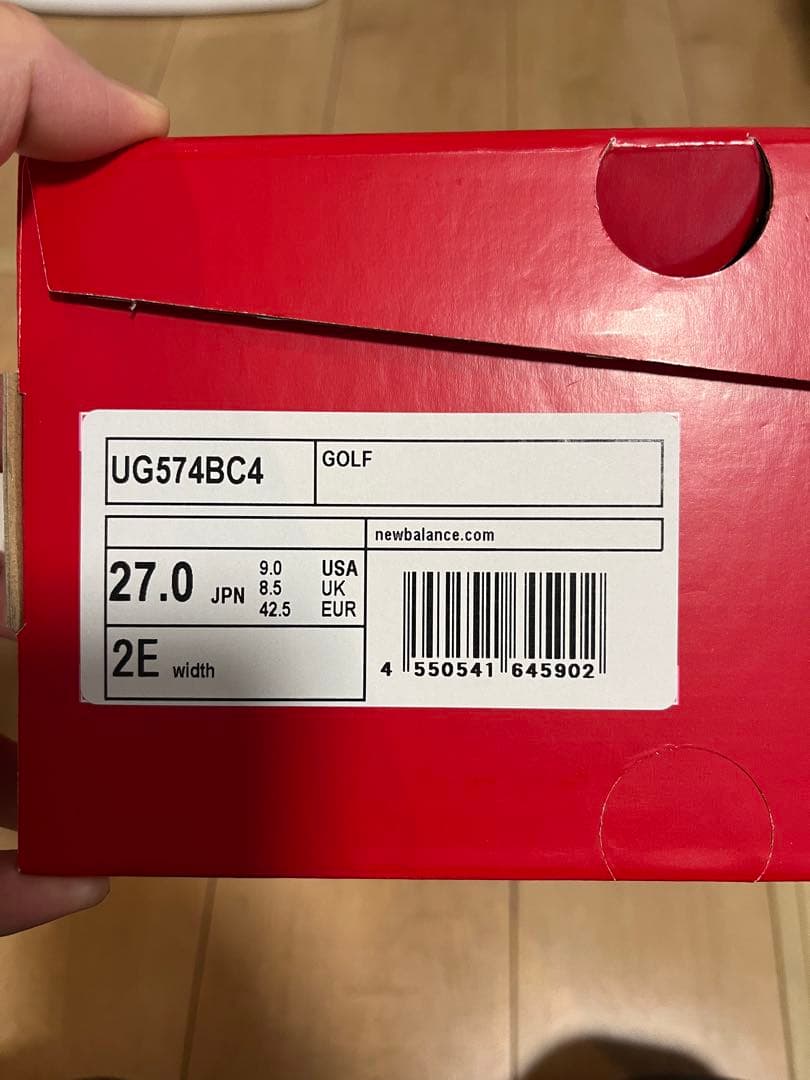 UG574BC4
GOLF
newbalance.com
27.0 JPN
9.0 USA
8.5 UK
42.5 EUR
2E width
4 550541 645902